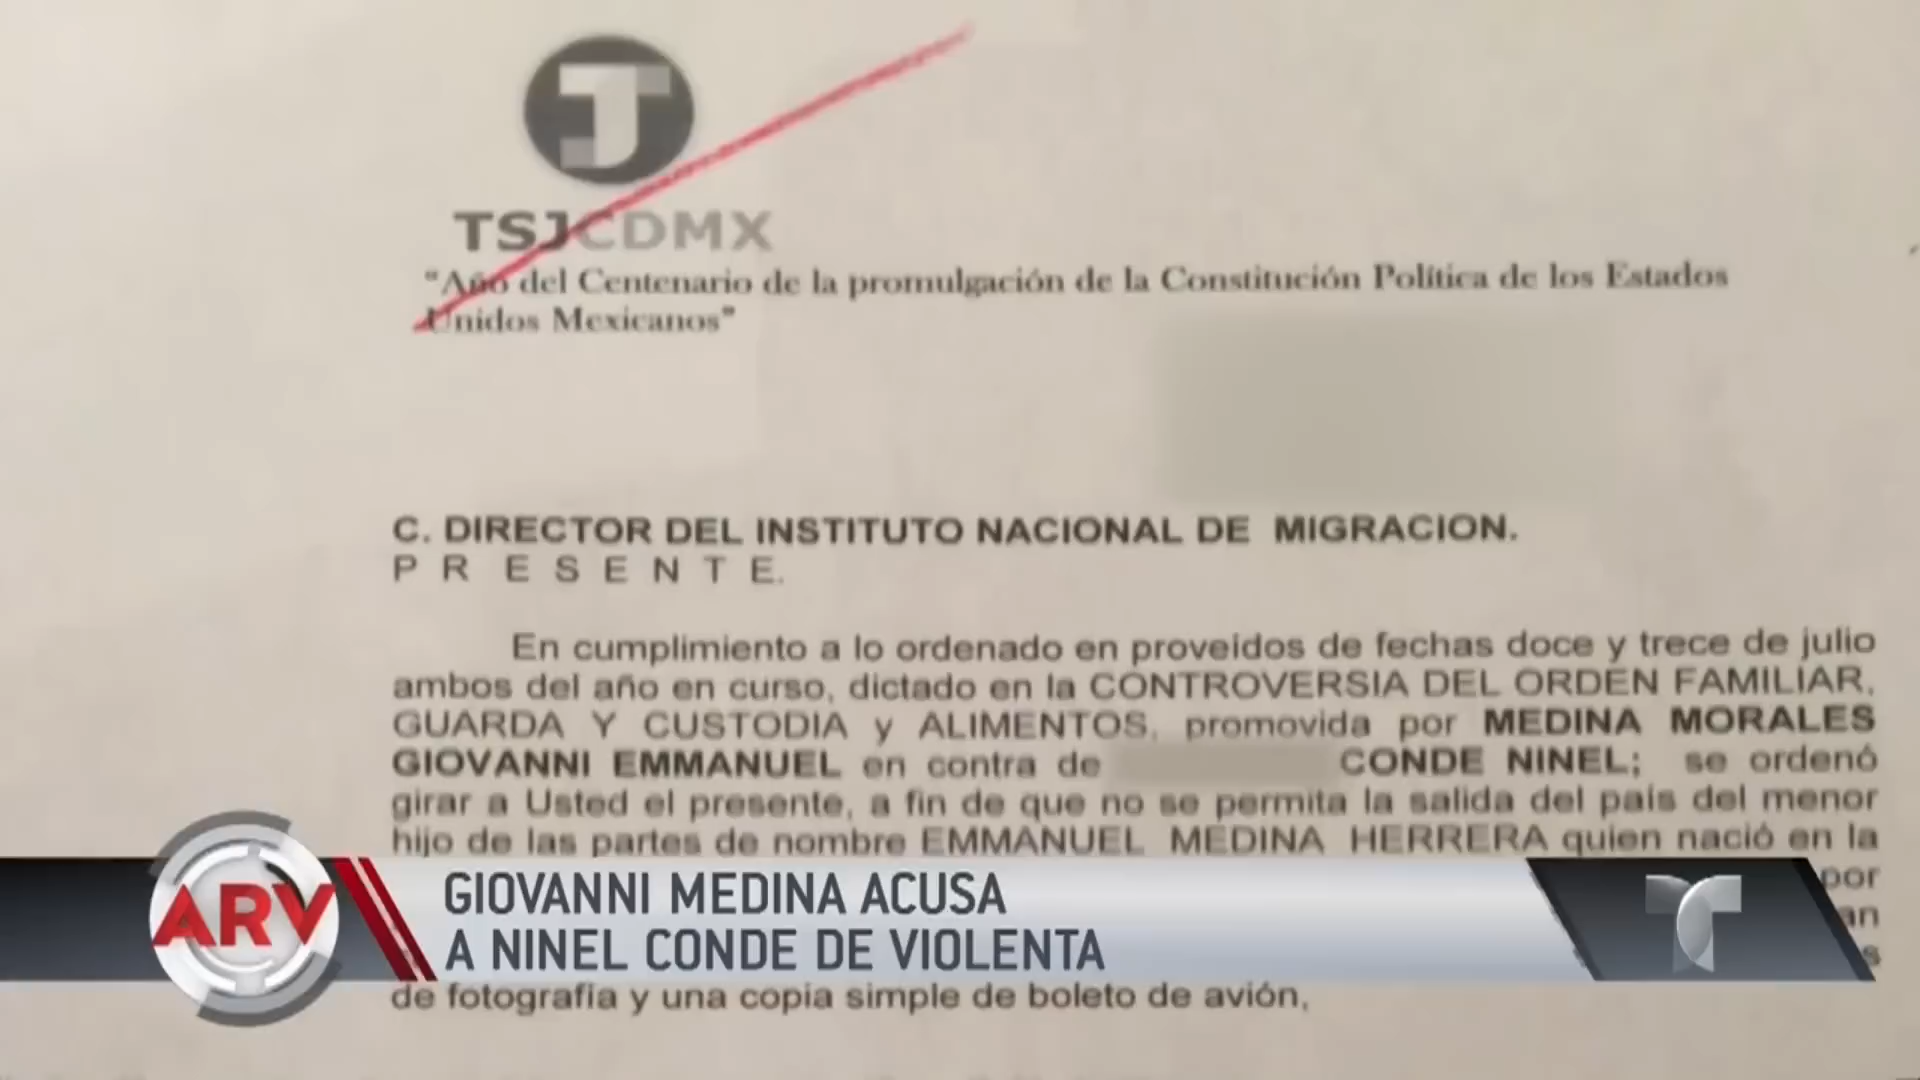 TSJCDMX
"Año del Centenario de la promulgación de la Constitución Política de los Estados
Unidos Mexicanos"
C. DIRECTOR DEL INSTITUTO NACIONAL DE MIGRACION.
P R E S E N T E.
En cumplimiento a lo ordenado en proveídos de fechas doce y trece de julio
ambos del año en curso, dictado en la CONTROVERSIA DEL ORDEN FAMILIAR,
GUARDA Y CUSTODIA y ALIMENTOS, promovida por MEDINA MORALES
GIOVANNI EMMANUEL en contra de CONDE NINEL; se ordenó
girar a Usted el presente, a fin de que no se permita la salida del país del menor
hijo de las partes de nombre EMMANUEL MEDINA HERRERA quien nació en la
por
an
s
de fotografía y una copia simple de boleto de avión,
ARV
GIOVANNI MEDINA ACUSA
A NINEL CONDE DE VIOLENTA